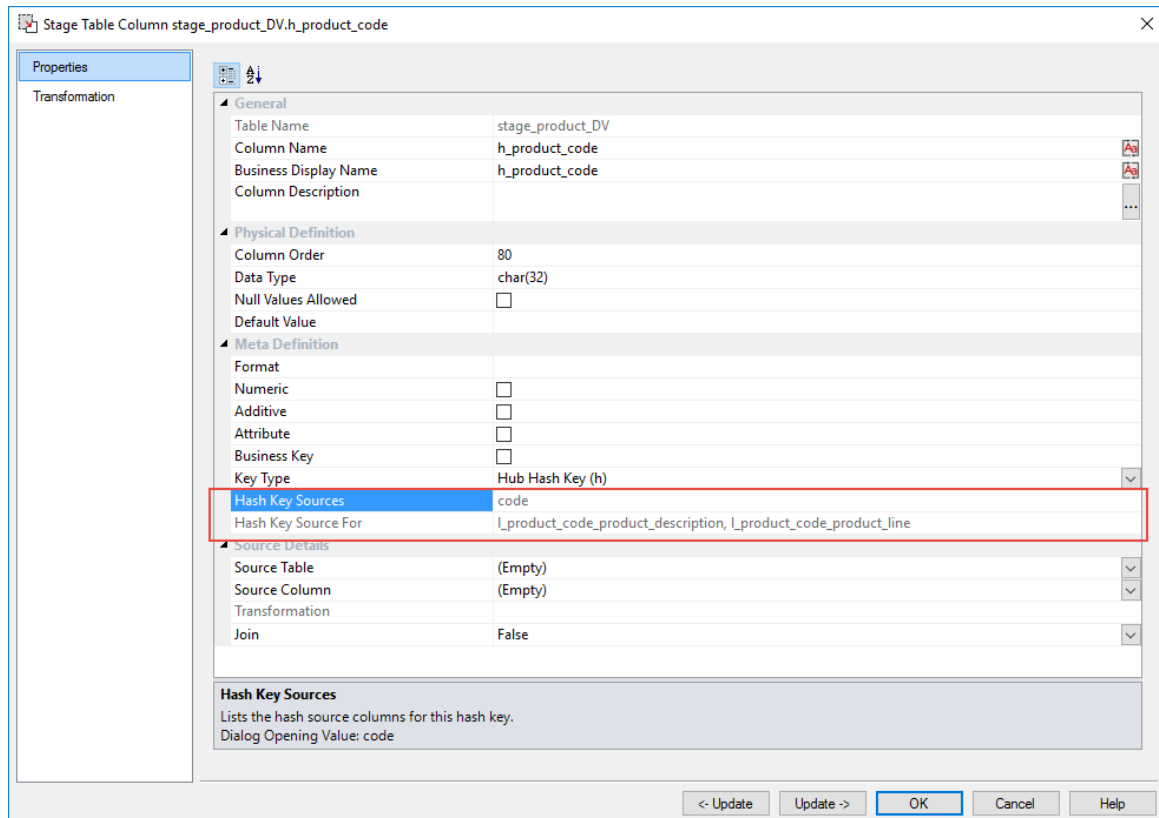 Stage Table Column stage_product_DV.h_product_code
Properties
Transformation
General
Table Name stage_product_DV
Column Name h_product_code
Business Display Name h_product_code
Column Description
...
Physical Definition
Column Order 80
Data Type char(32)
Null Values Allowed
Default Value
Meta Definition
Format
Numeric
Additive
Attribute
Business Key
Key Type Hub Hash Key (h)
Hash Key Sources code
Hash Key Source For l_product_code_product_description, l_product_code_product_line
Source Details
Source Table (Empty)
Source Column (Empty)
Transformation
Join False
Hash Key Sources
Lists the hash source columns for this hash key.
Dialog Opening Value: code
<- Update Update -> OK Cancel Help